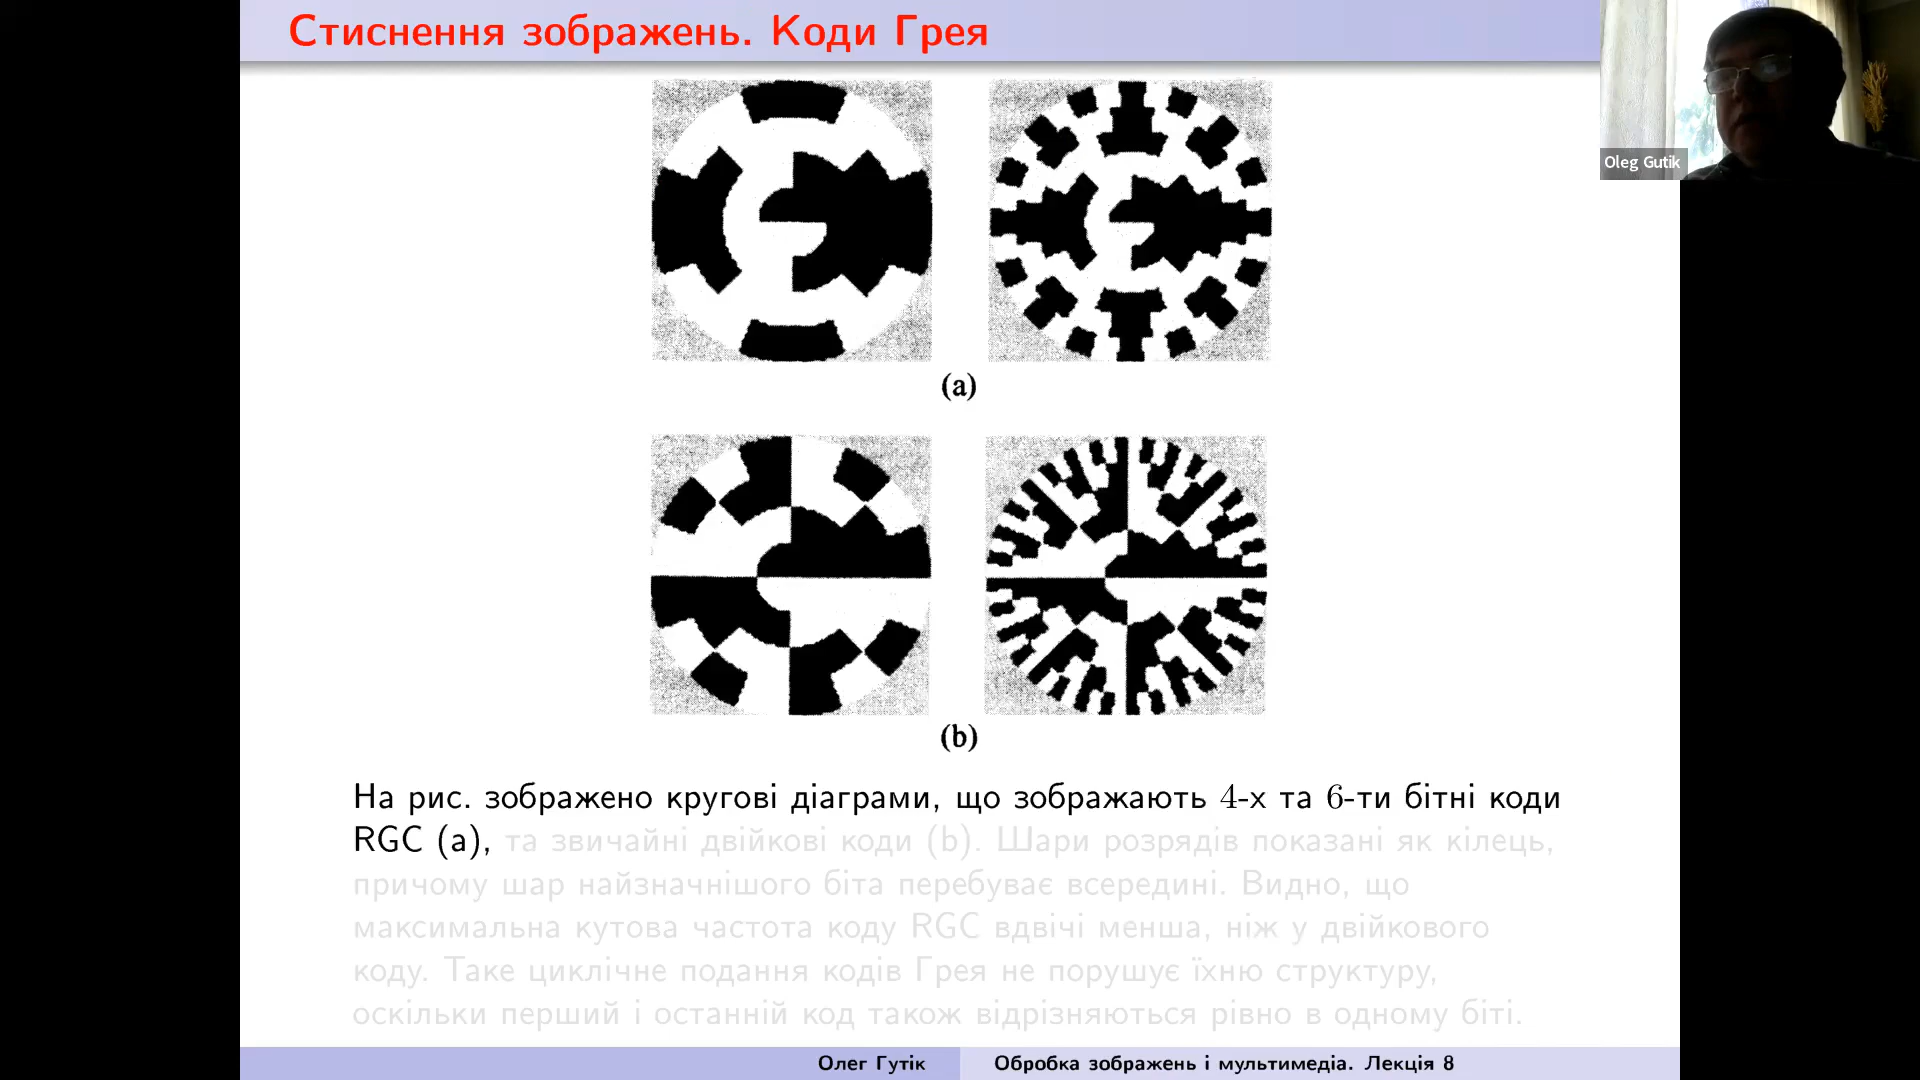 Стиснення зображень. Коди Грея
Oleg Gutik
(a)
(b)
На рис. зображено кругові діаграми, що зображають 4-х та 6-ти бітні коди
RGC (a), та звичайні двійкові коди (b). Шари розрядів показані як кілець,
причому шар найзначнішого біта перебуває всередині. Видно, що
максимальна кутова частота коду RGC вдвічі менша, ніж у двійкового
коду. Таке циклічне подання кодів Грея не порушує їхню структуру,
оскільки перший і останній код також відрізняються рівно в одному біті.
Олег Гутік
Обробка зображень і мультимедіа. Лекція 8